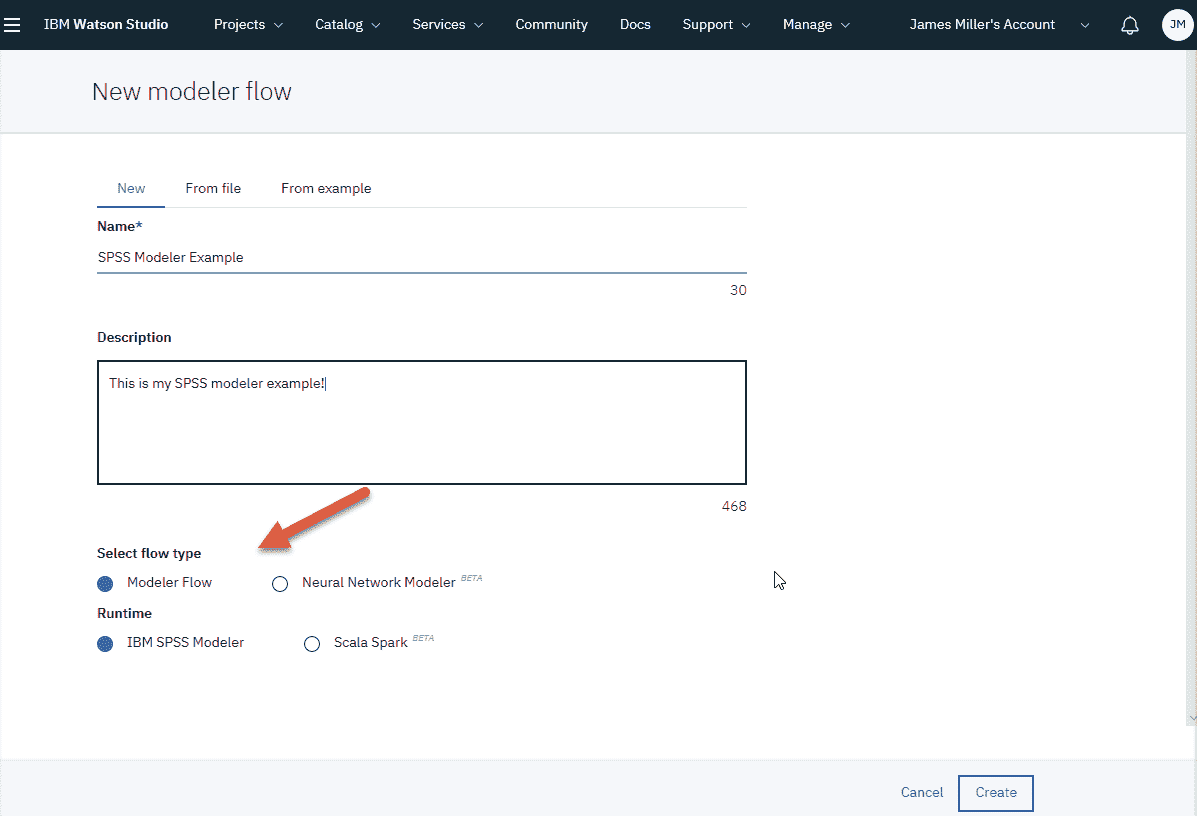 IBM Watson Studio Projects Catalog Services Community Docs Support Manage James Miller's Account JM
New modeler flow
New From file From example
Name*
SPSS Modeler Example
30
Description
This is my SPSS modeler example!
468
Select flow type
Modeler Flow Neural Network Modeler BETA
Runtime
IBM SPSS Modeler Scala Spark BETA
Cancel Create